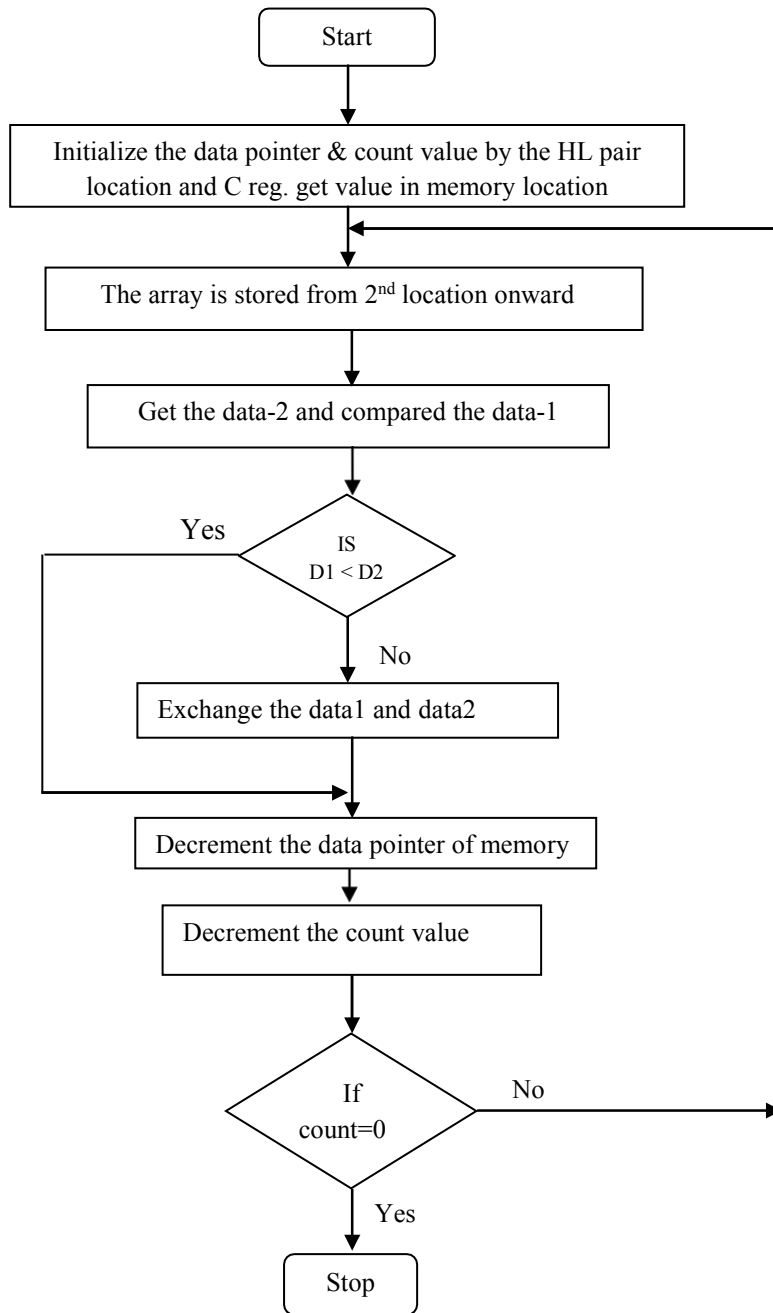 Start
Initialize the data pointer & count value by the HL pair
location and C reg. get value in memory location
The array is stored from 2nd location onward
Get the data-2 and compared the data-1
Yes
IS
D1 < D2
No
Exchange the data1 and data2
Decrement the data pointer of memory
Decrement the count value
If
count=0
No
Yes
Stop